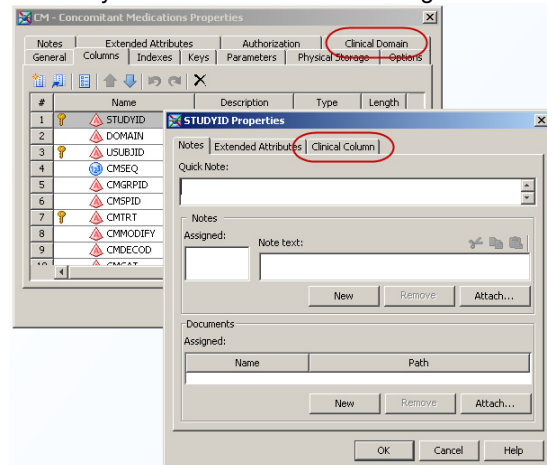 CM - Concomitant Medications Properties
Notes Extended Attributes Authorization Clinical Domain
General Columns Indexes Keys Parameters Physical Storage Options
# Name Description Type Length
1 STUDYID
2 DOMAIN
3 USUBJID
4 CMSEQ
5 CMGRPID
6 CMSPID
7 CMTRT
8 CMMODIFY
9 CMDECOD
10 CMCAT
STUDYID Properties
Notes Extended Attributes Clinical Column
Quick Note:
Notes
Assigned:
Note text:
New Remove Attach...
Documents
Assigned:
Name Path
New Remove Attach...
OK Cancel Help